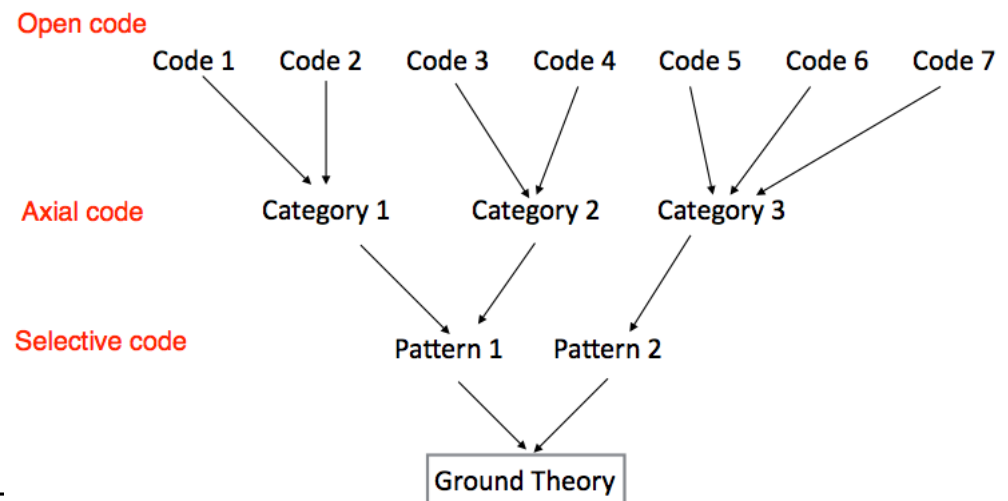 Open code
Code 1 Code 2 Code 3 Code 4 Code 5 Code 6 Code 7
Axial code Category 1 Category 2 Category 3
Selective code Pattern 1 Pattern 2
Ground Theory